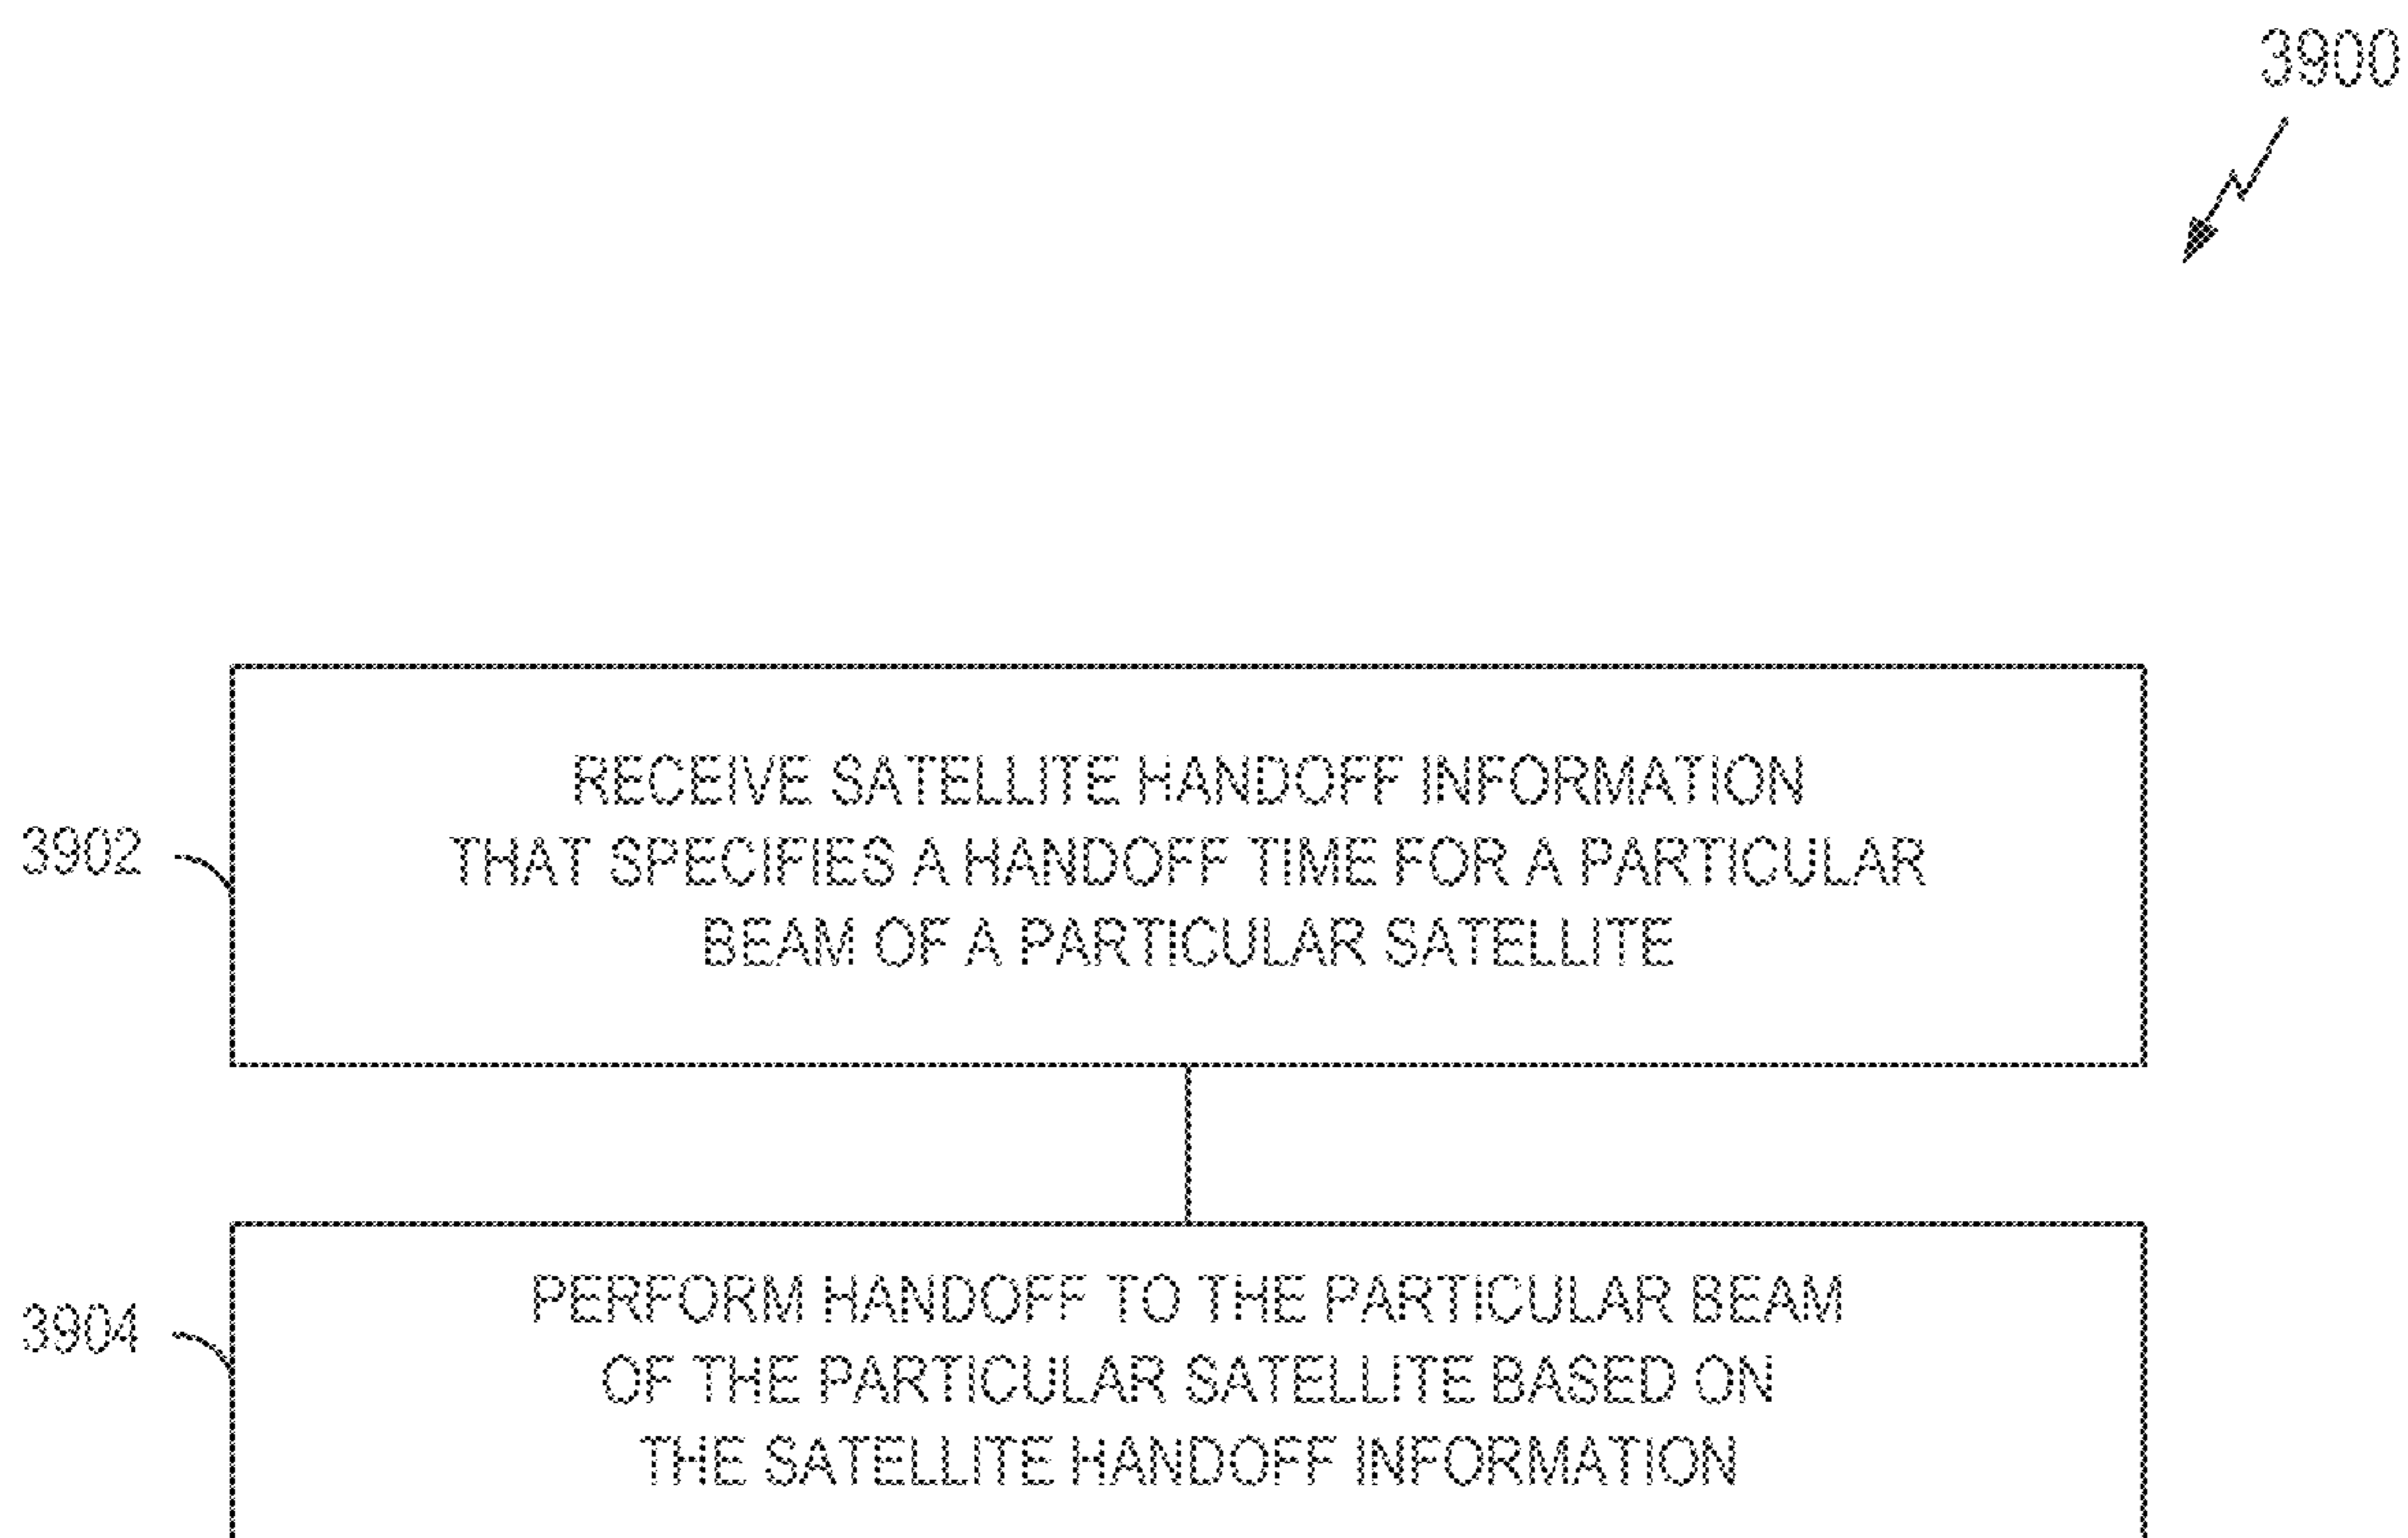 3900
RECEIVE SATELLITE HANDOFF INFORMATION
THAT SPECIFIES A HANDOFF TIME FOR A PARTICULAR
BEAM OF A PARTICULAR SATELLITE
3902
PERFORM HANDOFF TO THE PARTICULAR BEAM
OF THE PARTICULAR SATELLITE BASED ON
THE SATELLITE HANDOFF INFORMATION
3904